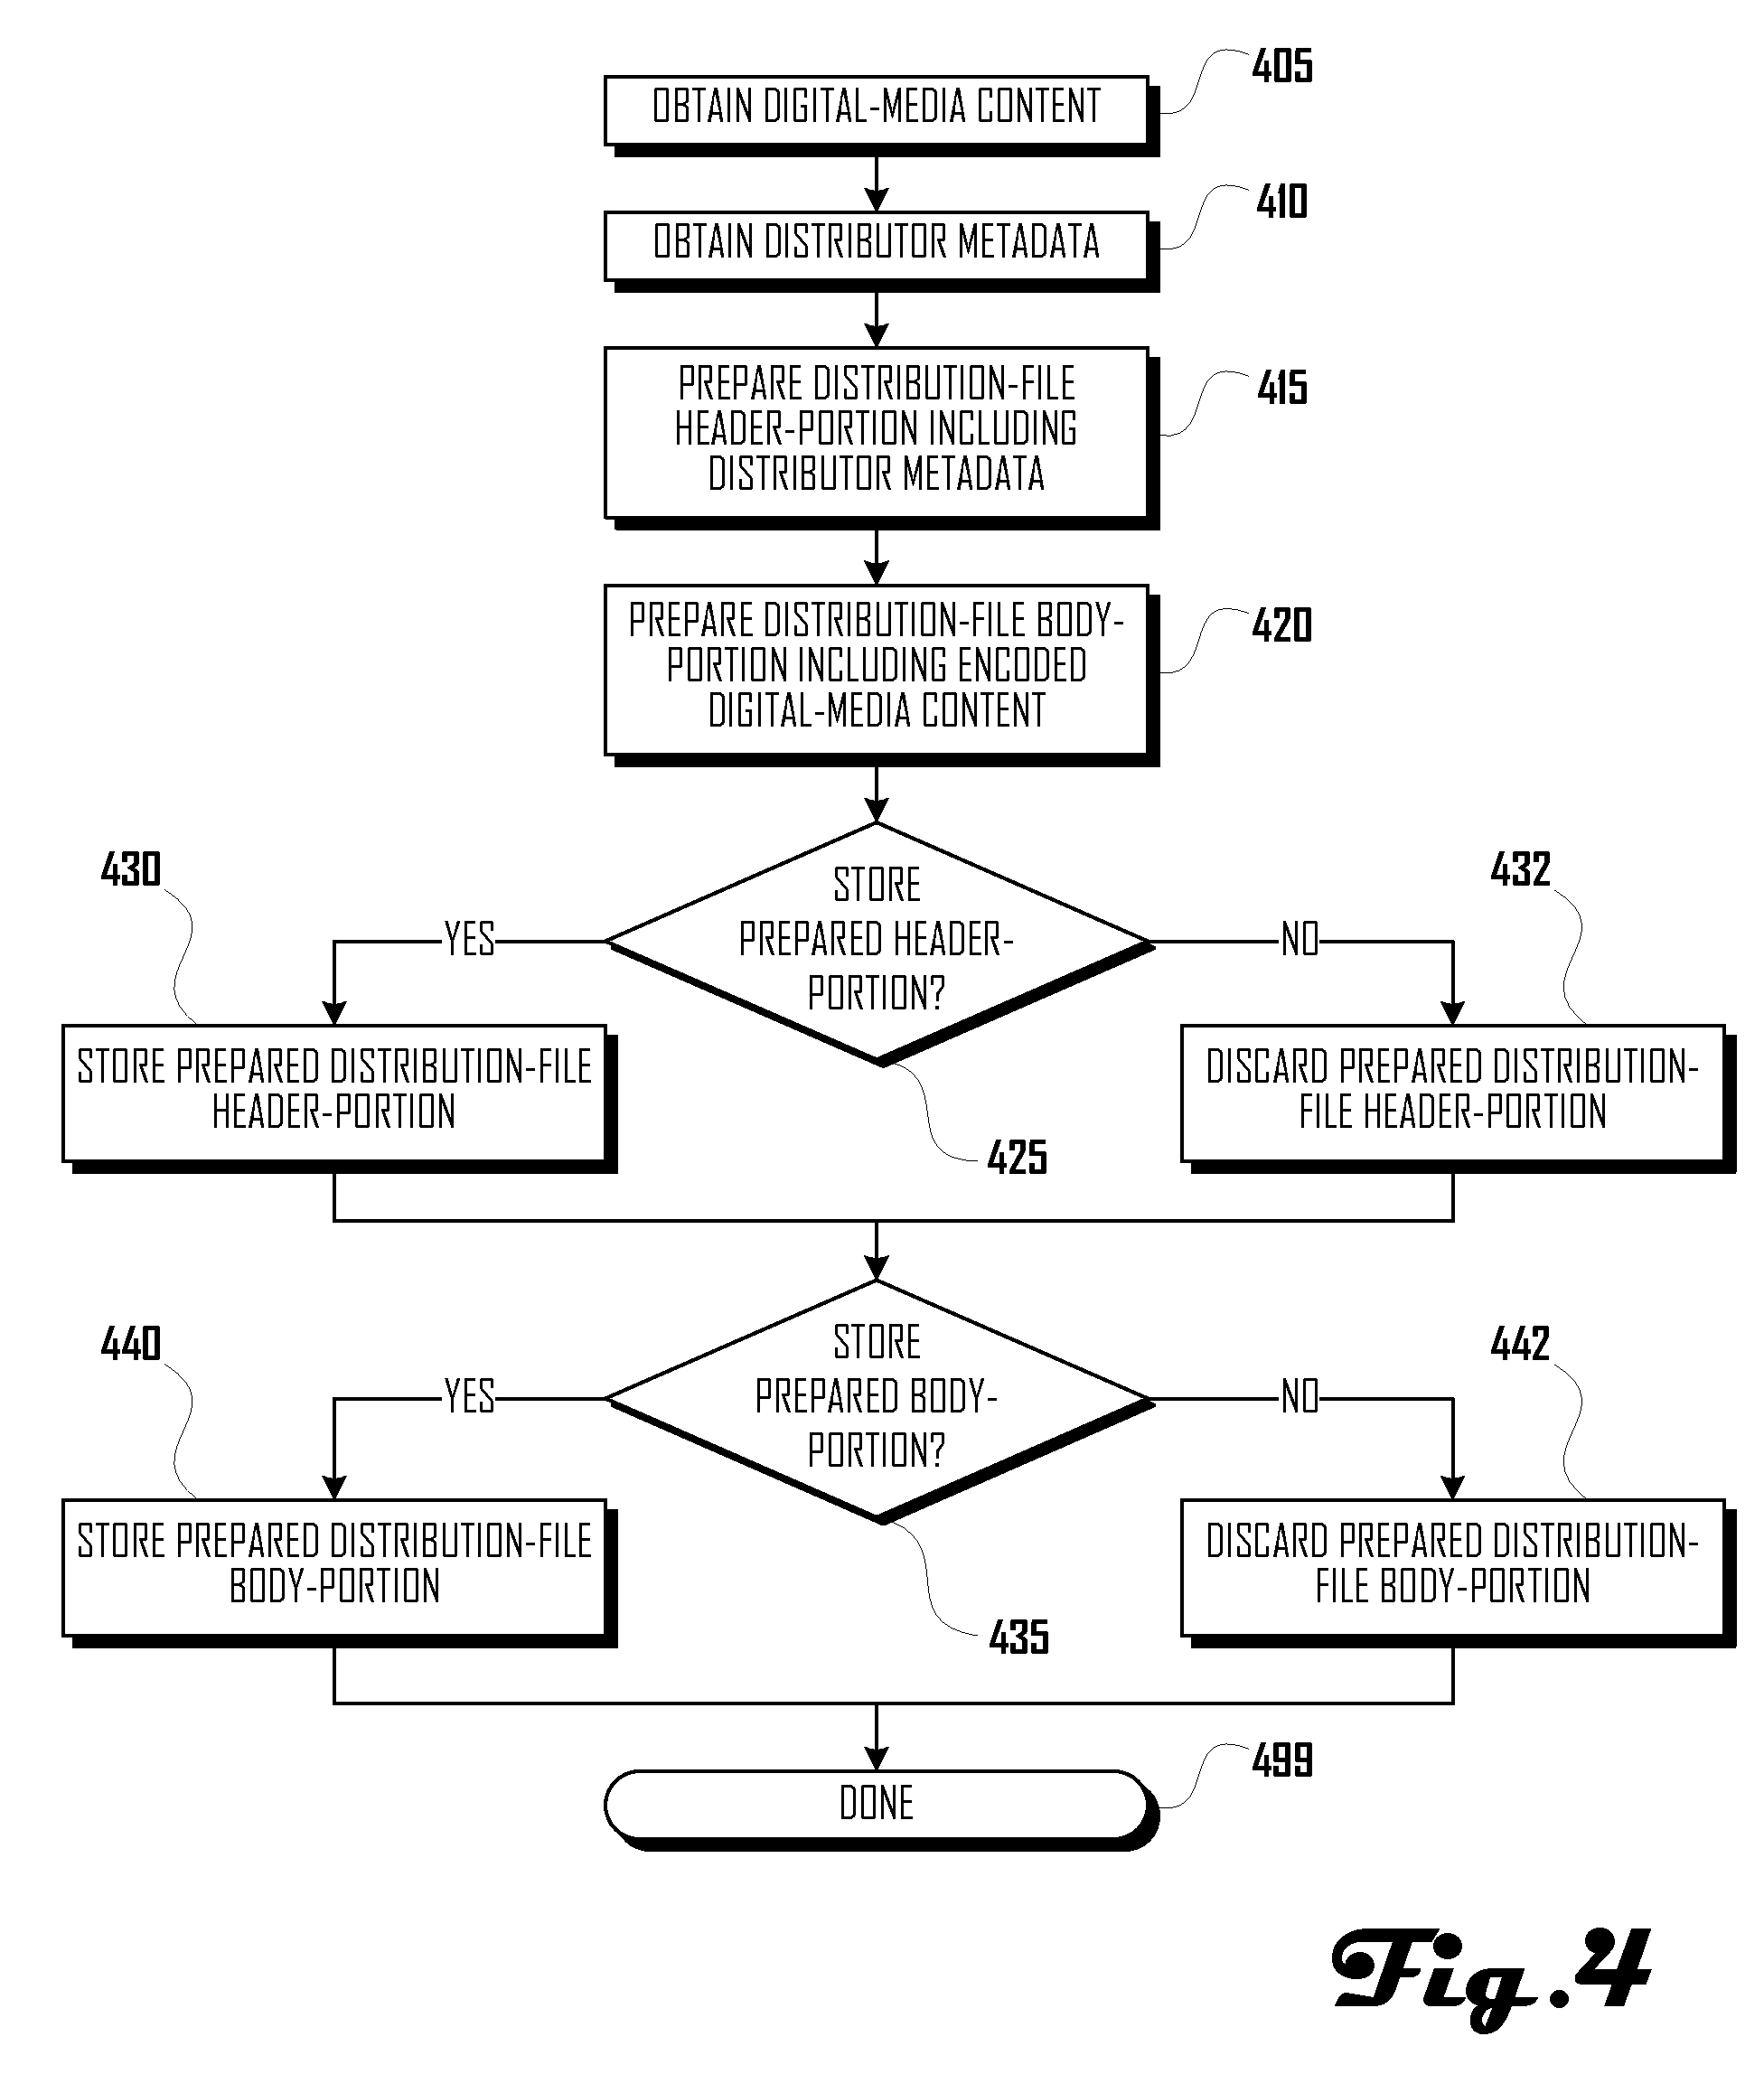 405
OBTAIN DIGITAL-MEDIA CONTENT
410
OBTAIN DISTRIBUTOR METADATA
415
PREPARE DISTRIBUTION-FILE
HEADER-PORTION INCLUDING
DISTRIBUTOR METADATA
420
PREPARE DISTRIBUTION-FILE BODY-
PORTION INCLUDING ENCODED
DIGITAL-MEDIA CONTENT
430
432
STORE
PREPARED HEADER-
PORTION?
YES
NO
STORE PREPARED DISTRIBUTION-FILE
HEADER-PORTION
DISCARD PREPARED DISTRIBUTION-
FILE HEADER-PORTION
425
440
442
STORE
PREPARED BODY-
PORTION?
YES
NO
STORE PREPARED DISTRIBUTION-FILE
BODY-PORTION
DISCARD PREPARED DISTRIBUTION-
FILE BODY-PORTION
435
499
DONE
Fig.4